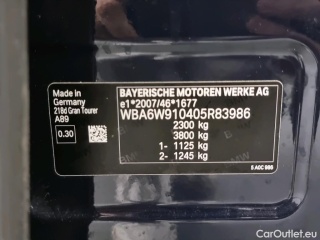 BAYERISCHE MOTOREN WERKE AG
Made in
Germany
218d Gran Tourer
A89
0.30
e1*2007/46*1677
WBA6W910405R83986
2300 kg
3800 kg
1- 1125 kg
2- 1245 kg
CarOutlet.eu